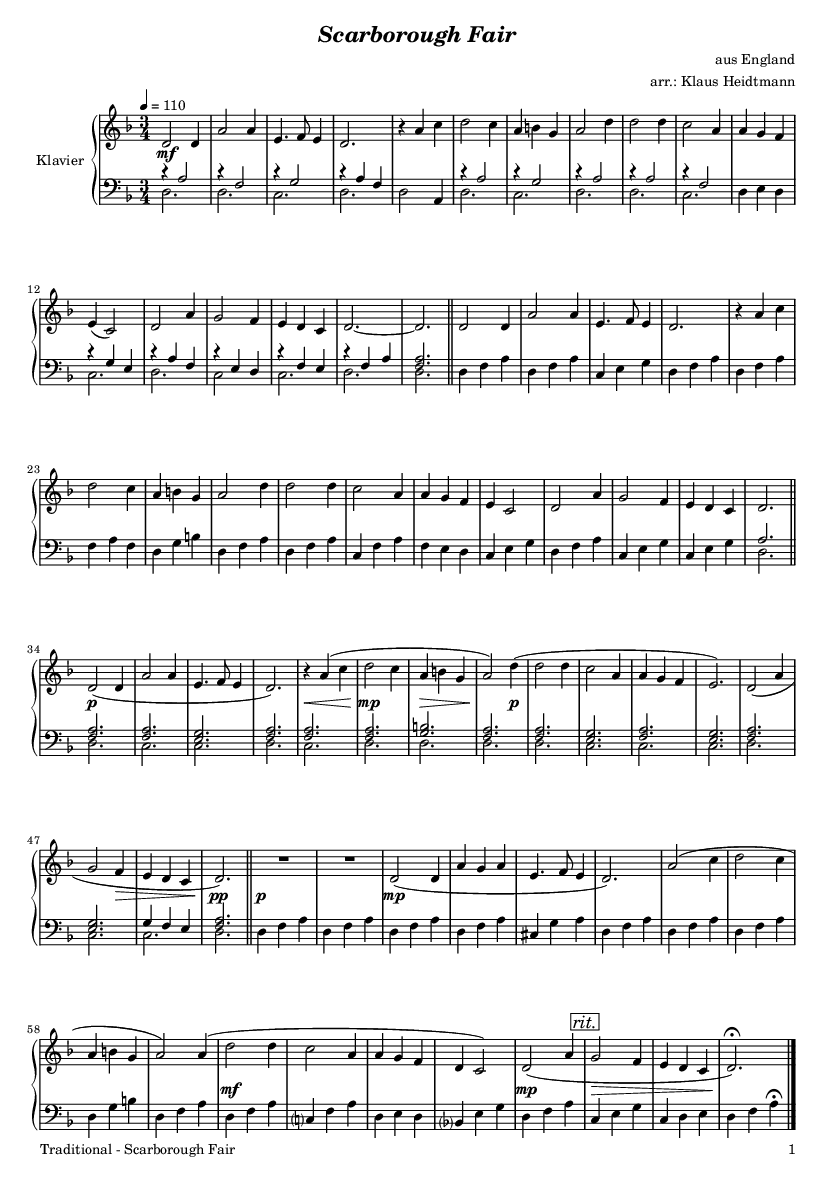 Scarborough Fair
aus England
arr.: Klaus Heidtmann
♩ = 110
Klavier
mf
12
23
34
p
mp
p
47
pp
p
mp
58
rit.
mf
mp
Traditional - Scarborough Fair 1